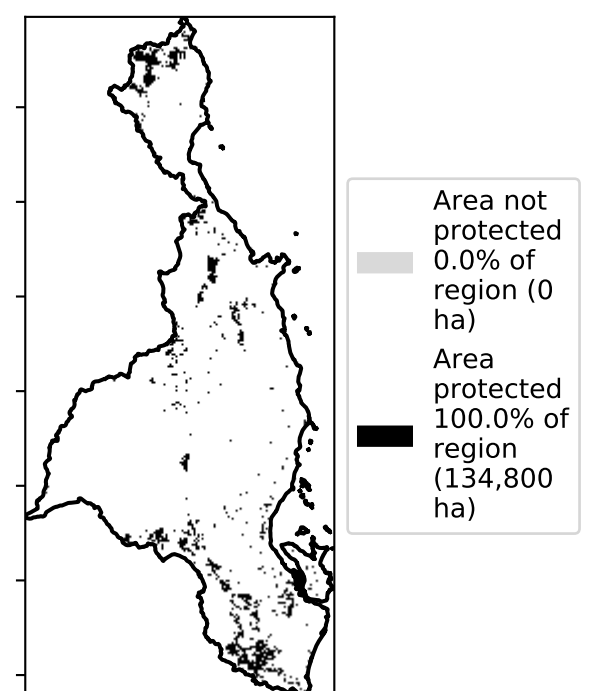 Area not
protected
0.0% of
region (0
ha)
Area
protected
100.0% of
region
(134,800
ha)